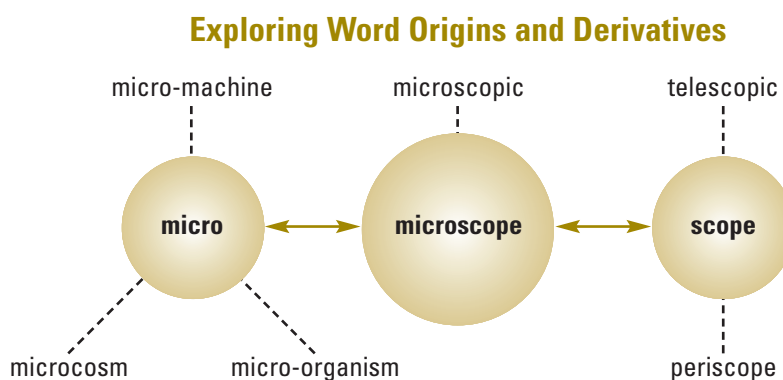 Exploring Word Origins and Derivatives
micro-machine microscopic telescopic
micro microscope scope
microcosm micro-organism periscope